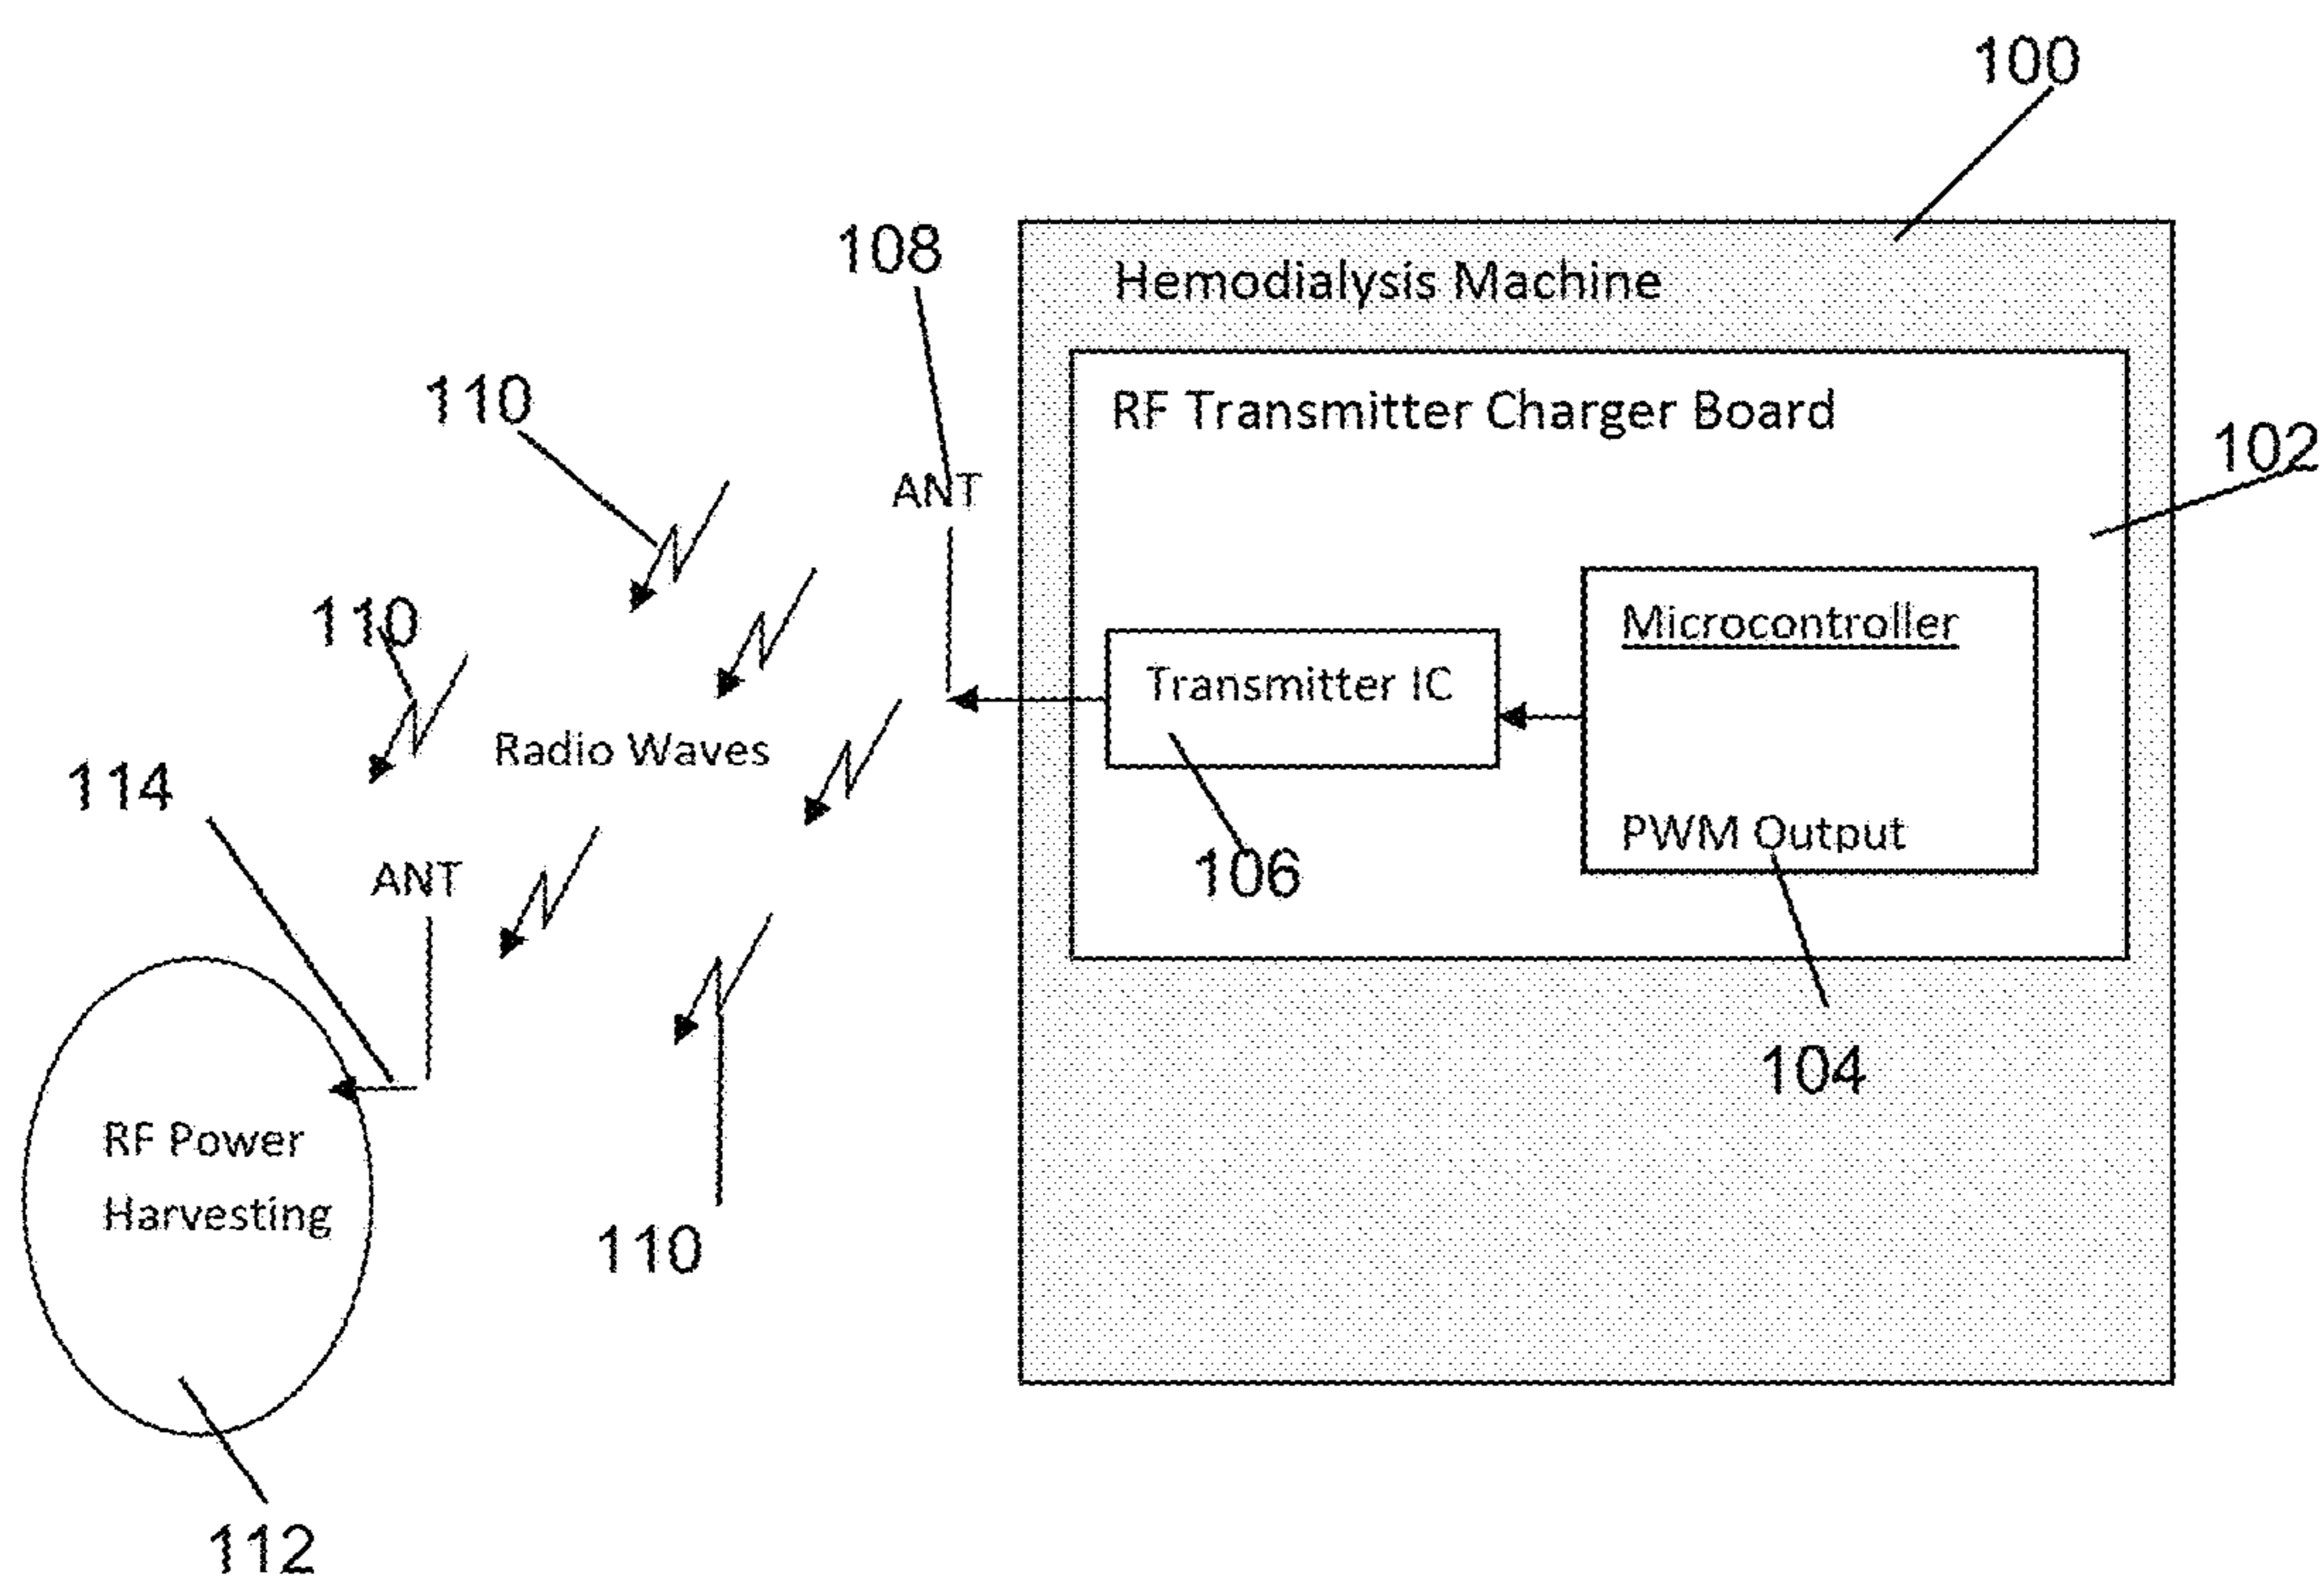 100
108
Hemodialysis Machine
110
RF Transmitter Charger Board
102
ANT
110
Microcontroller
Transmitter IC
Radio Waves
114
PWM Output
ANT
106
104
RF Power
Harvesting
110
112